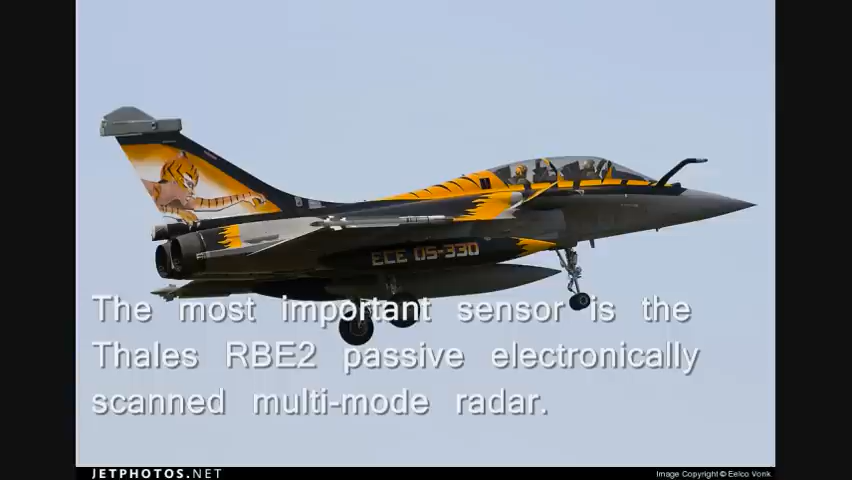 ECE 05-330
The most important sensor is the
Thales RBE2 passive electronically
scanned multi-mode radar.
JETPHOTOS.NET
Image Copyright © Eelco Vonk